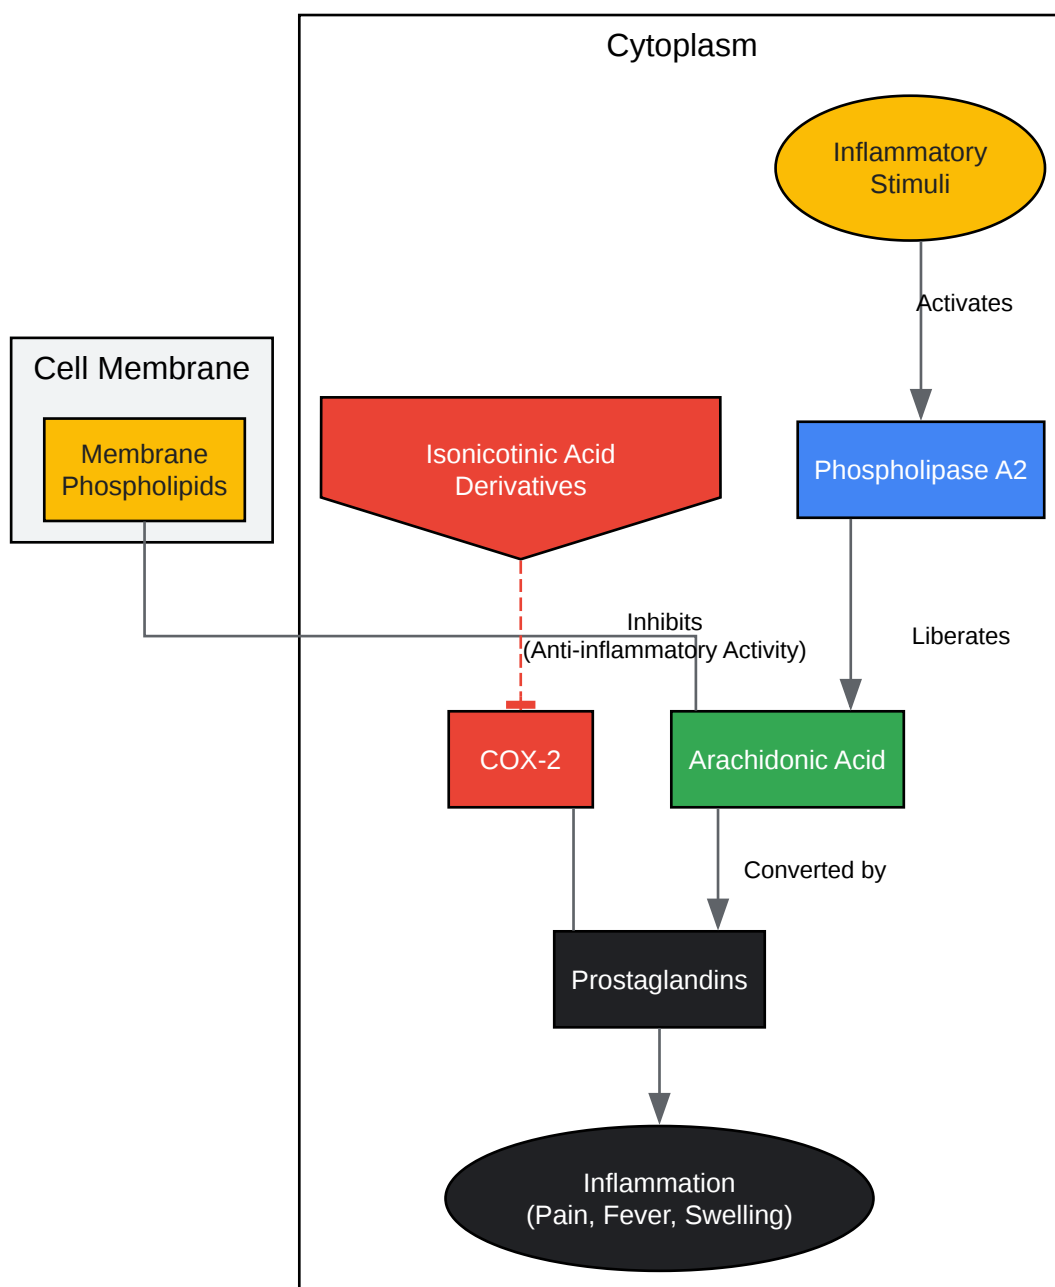 Cytoplasm
Inflammatory
Stimuli
Activates
Cell Membrane
Membrane
Phospholipids
Isonicotinic Acid
Derivatives
Phospholipase A2
Inhibits
(Anti-inflammatory Activity)
Liberates
COX-2
Arachidonic Acid
Converted by
Prostaglandins
Inflammation
(Pain, Fever, Swelling)